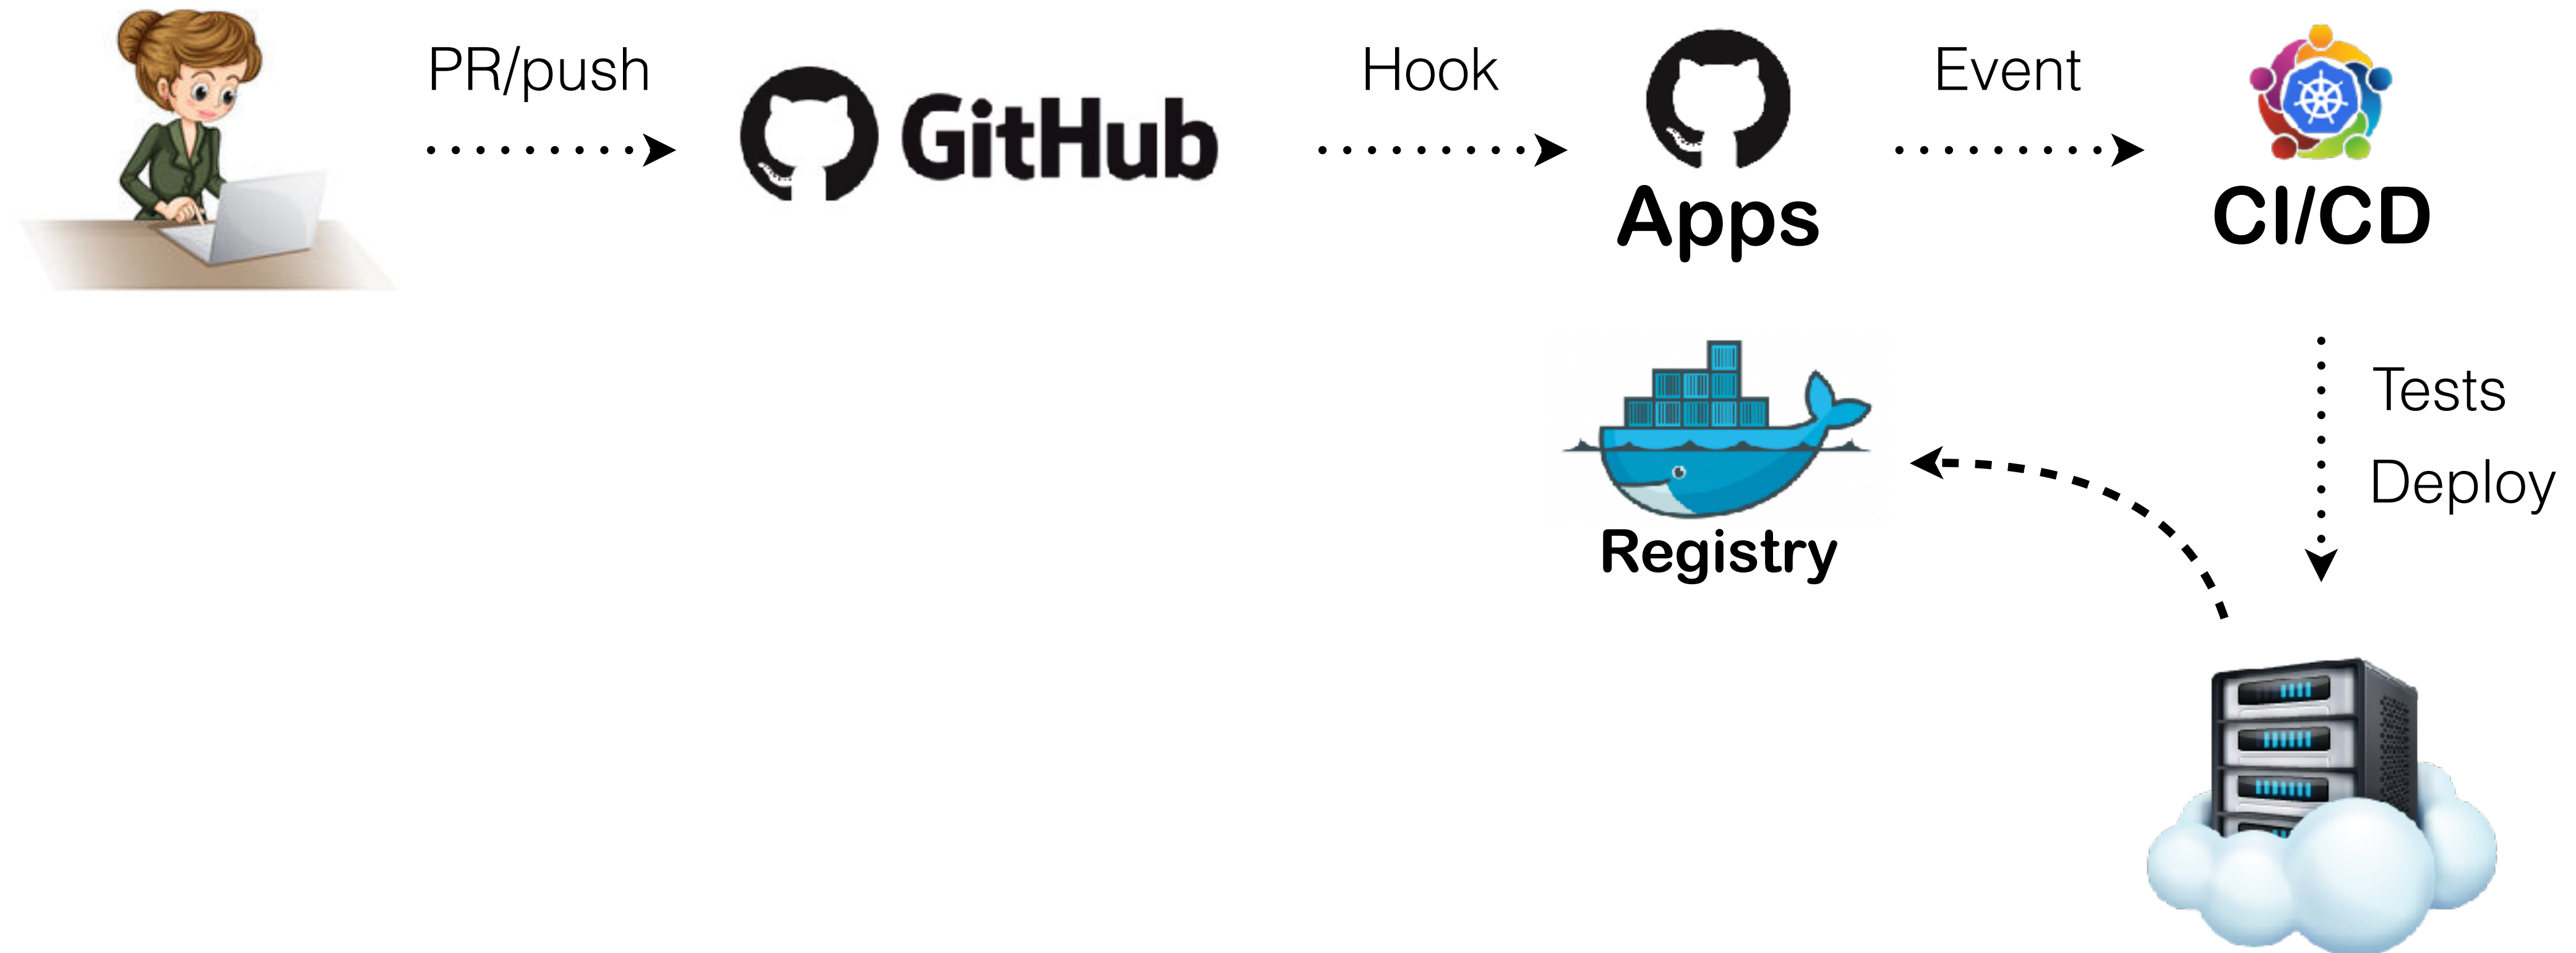 PR/push
GitHub
Hook
Apps
Event
CI/CD
Tests
Deploy
Registry